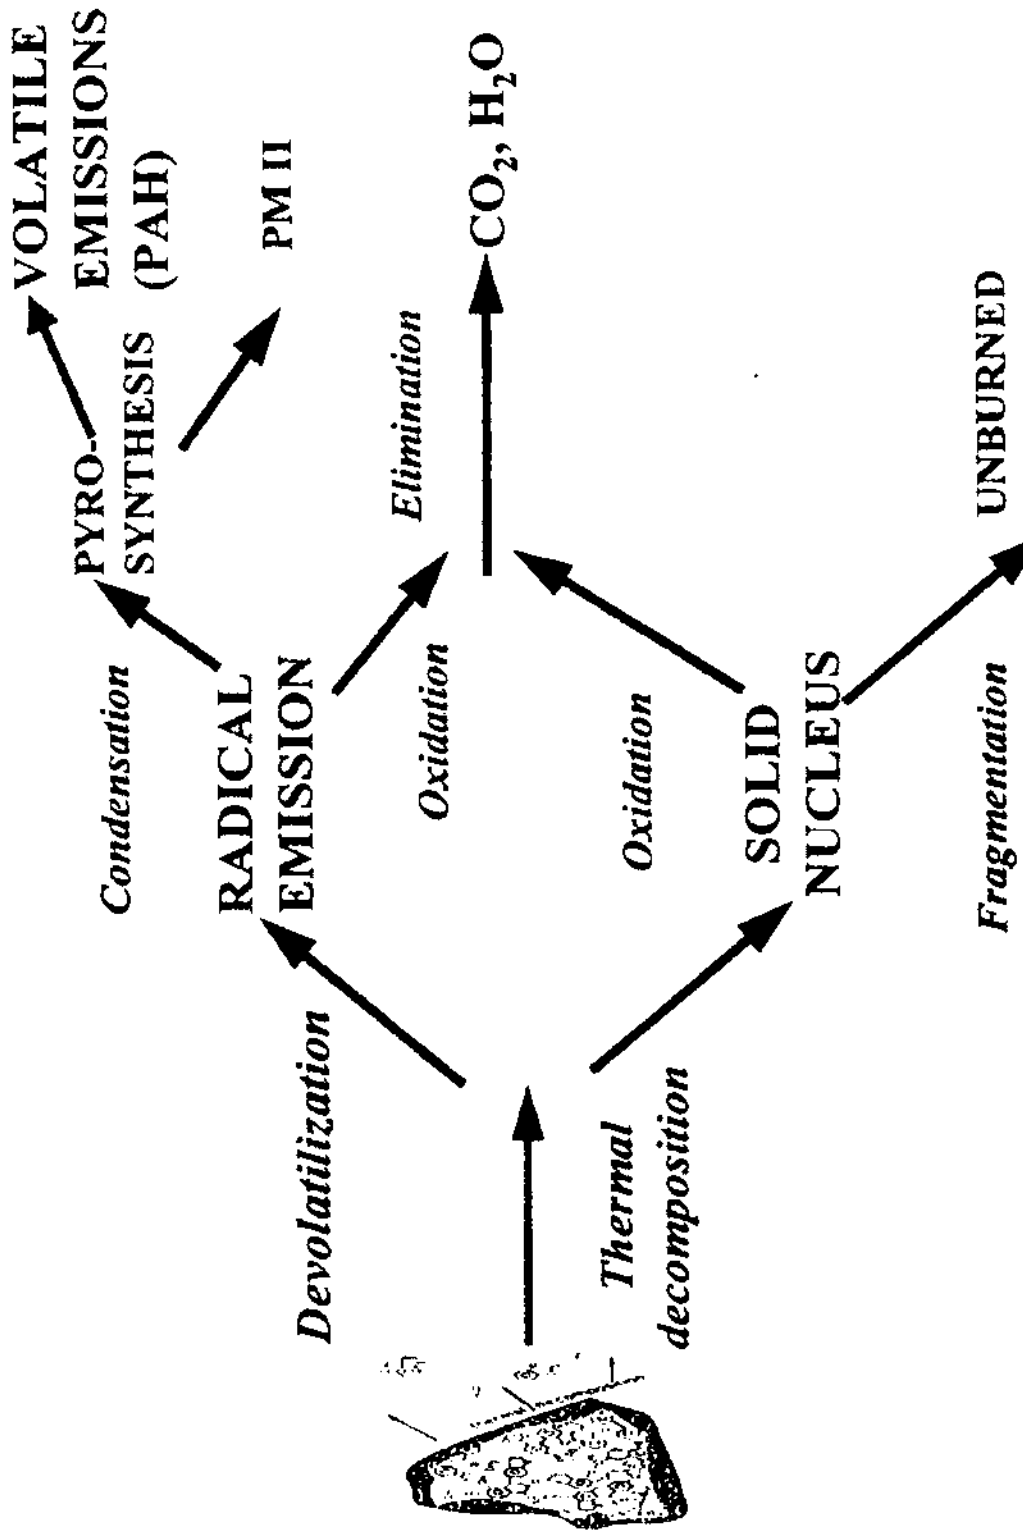 Devolatilization
Thermal
decomposition
Condensation
RADICAL
EMISSION
Oxidation
Oxidation
SOLID
NUCLEUS
Fragmentation
PYRO-
SYNTHESIS
Elimination
UNBURNED
VOLATILE
EMISSIONS
(PAH)
PM II
CO₂, H₂O